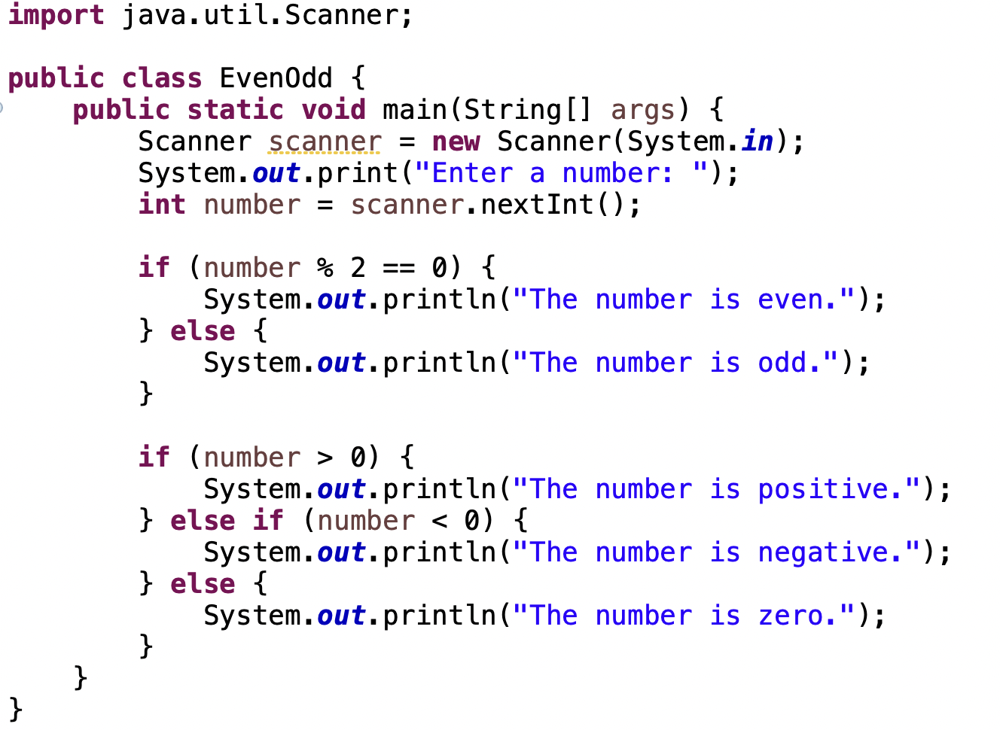 import java.util.Scanner;
public class EvenOdd {
public static void main(String[] args) {
Scanner scanner = new Scanner(System.in);
System.out.print("Enter a number: ");
int number = scanner.nextInt();
if (number % 2 == 0) {
System.out.println("The number is even.");
} else {
System.out.println("The number is odd.");
}
if (number > 0) {
System.out.println("The number is positive.");
} else if (number < 0) {
System.out.println("The number is negative.");
} else {
System.out.println("The number is zero.");
}
}
}